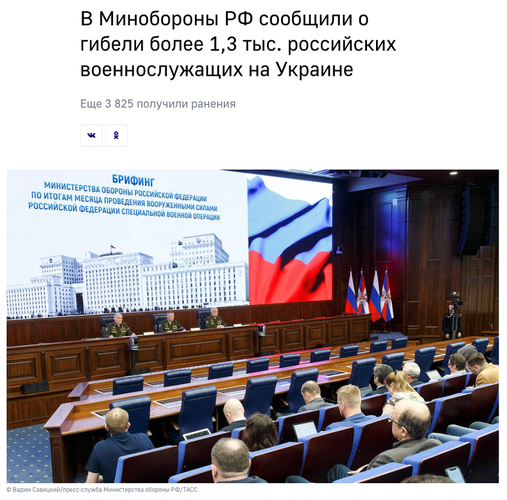 В Минобороны РФ сообщили о
гибели более 1,3 тыс. российских
военнослужащих на Украине
Еще 3 825 получили ранения
БРИФИНГ
МИНИСТЕРСТВА ОБОРОНЫ РОССИЙСКОЙ ФЕДЕРАЦИИ
ПО ИТОГАМ МЕСЯЦА ПРОВЕДЕНИЯ ВООРУЖЕННЫМИ СИЛАМИ
РОССИЙСКОЙ ФЕДЕРАЦИИ СПЕЦИАЛЬНОЙ ВОЕННОЙ ОПЕРАЦИИ
© Вадим Савицкий/пресс-служба Министерства обороны РФ/ТАСС